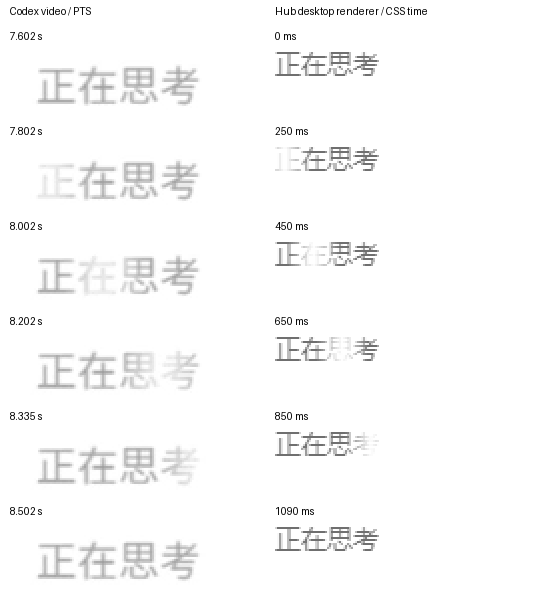 Codex video / PTS
Hub desktop renderer / CSS time
7.602 s
0 ms
正在思考
正在思考
7.802 s
250 ms
正在思考
正在思考
8.002 s
450 ms
正在思考
正在思考
8.202 s
650 ms
正在思考
正在思考
8.335 s
850 ms
正在思考
正在思考
8.502 s
1090 ms
正在思考
正在思考